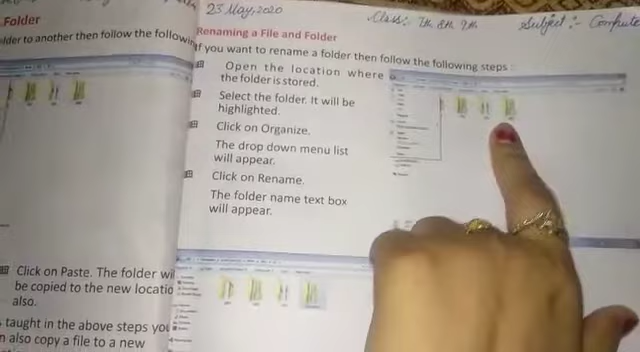 23 May, 2020
Class:- 7th 8th 9th
Subject:- Compute
Folder
lder to another then follow the following
Renaming a File and Folder
If you want to rename a folder then follow the following steps :
Open the location where
the folder is stored.
Select the folder. It will be
highlighted.
Click on Organize.
The drop down menu list
will appear.
Click on Rename.
The folder name text box
will appear.
Click on Paste. The folder wil
be copied to the new locatio
also.
taught in the above steps you
n also copy a file to a new